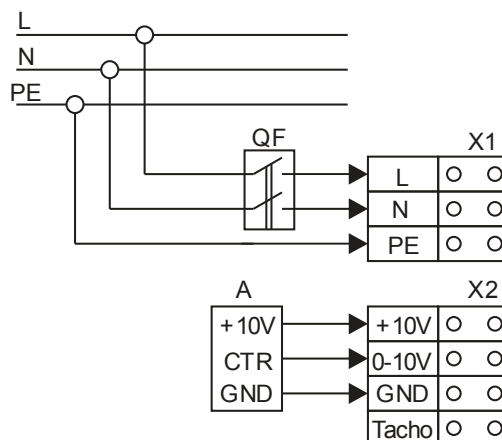 L
N
PE
QF
X1
L
N
PE
A
X2
+10V
+10V
CTR
0-10V
GND
GND
Tacho